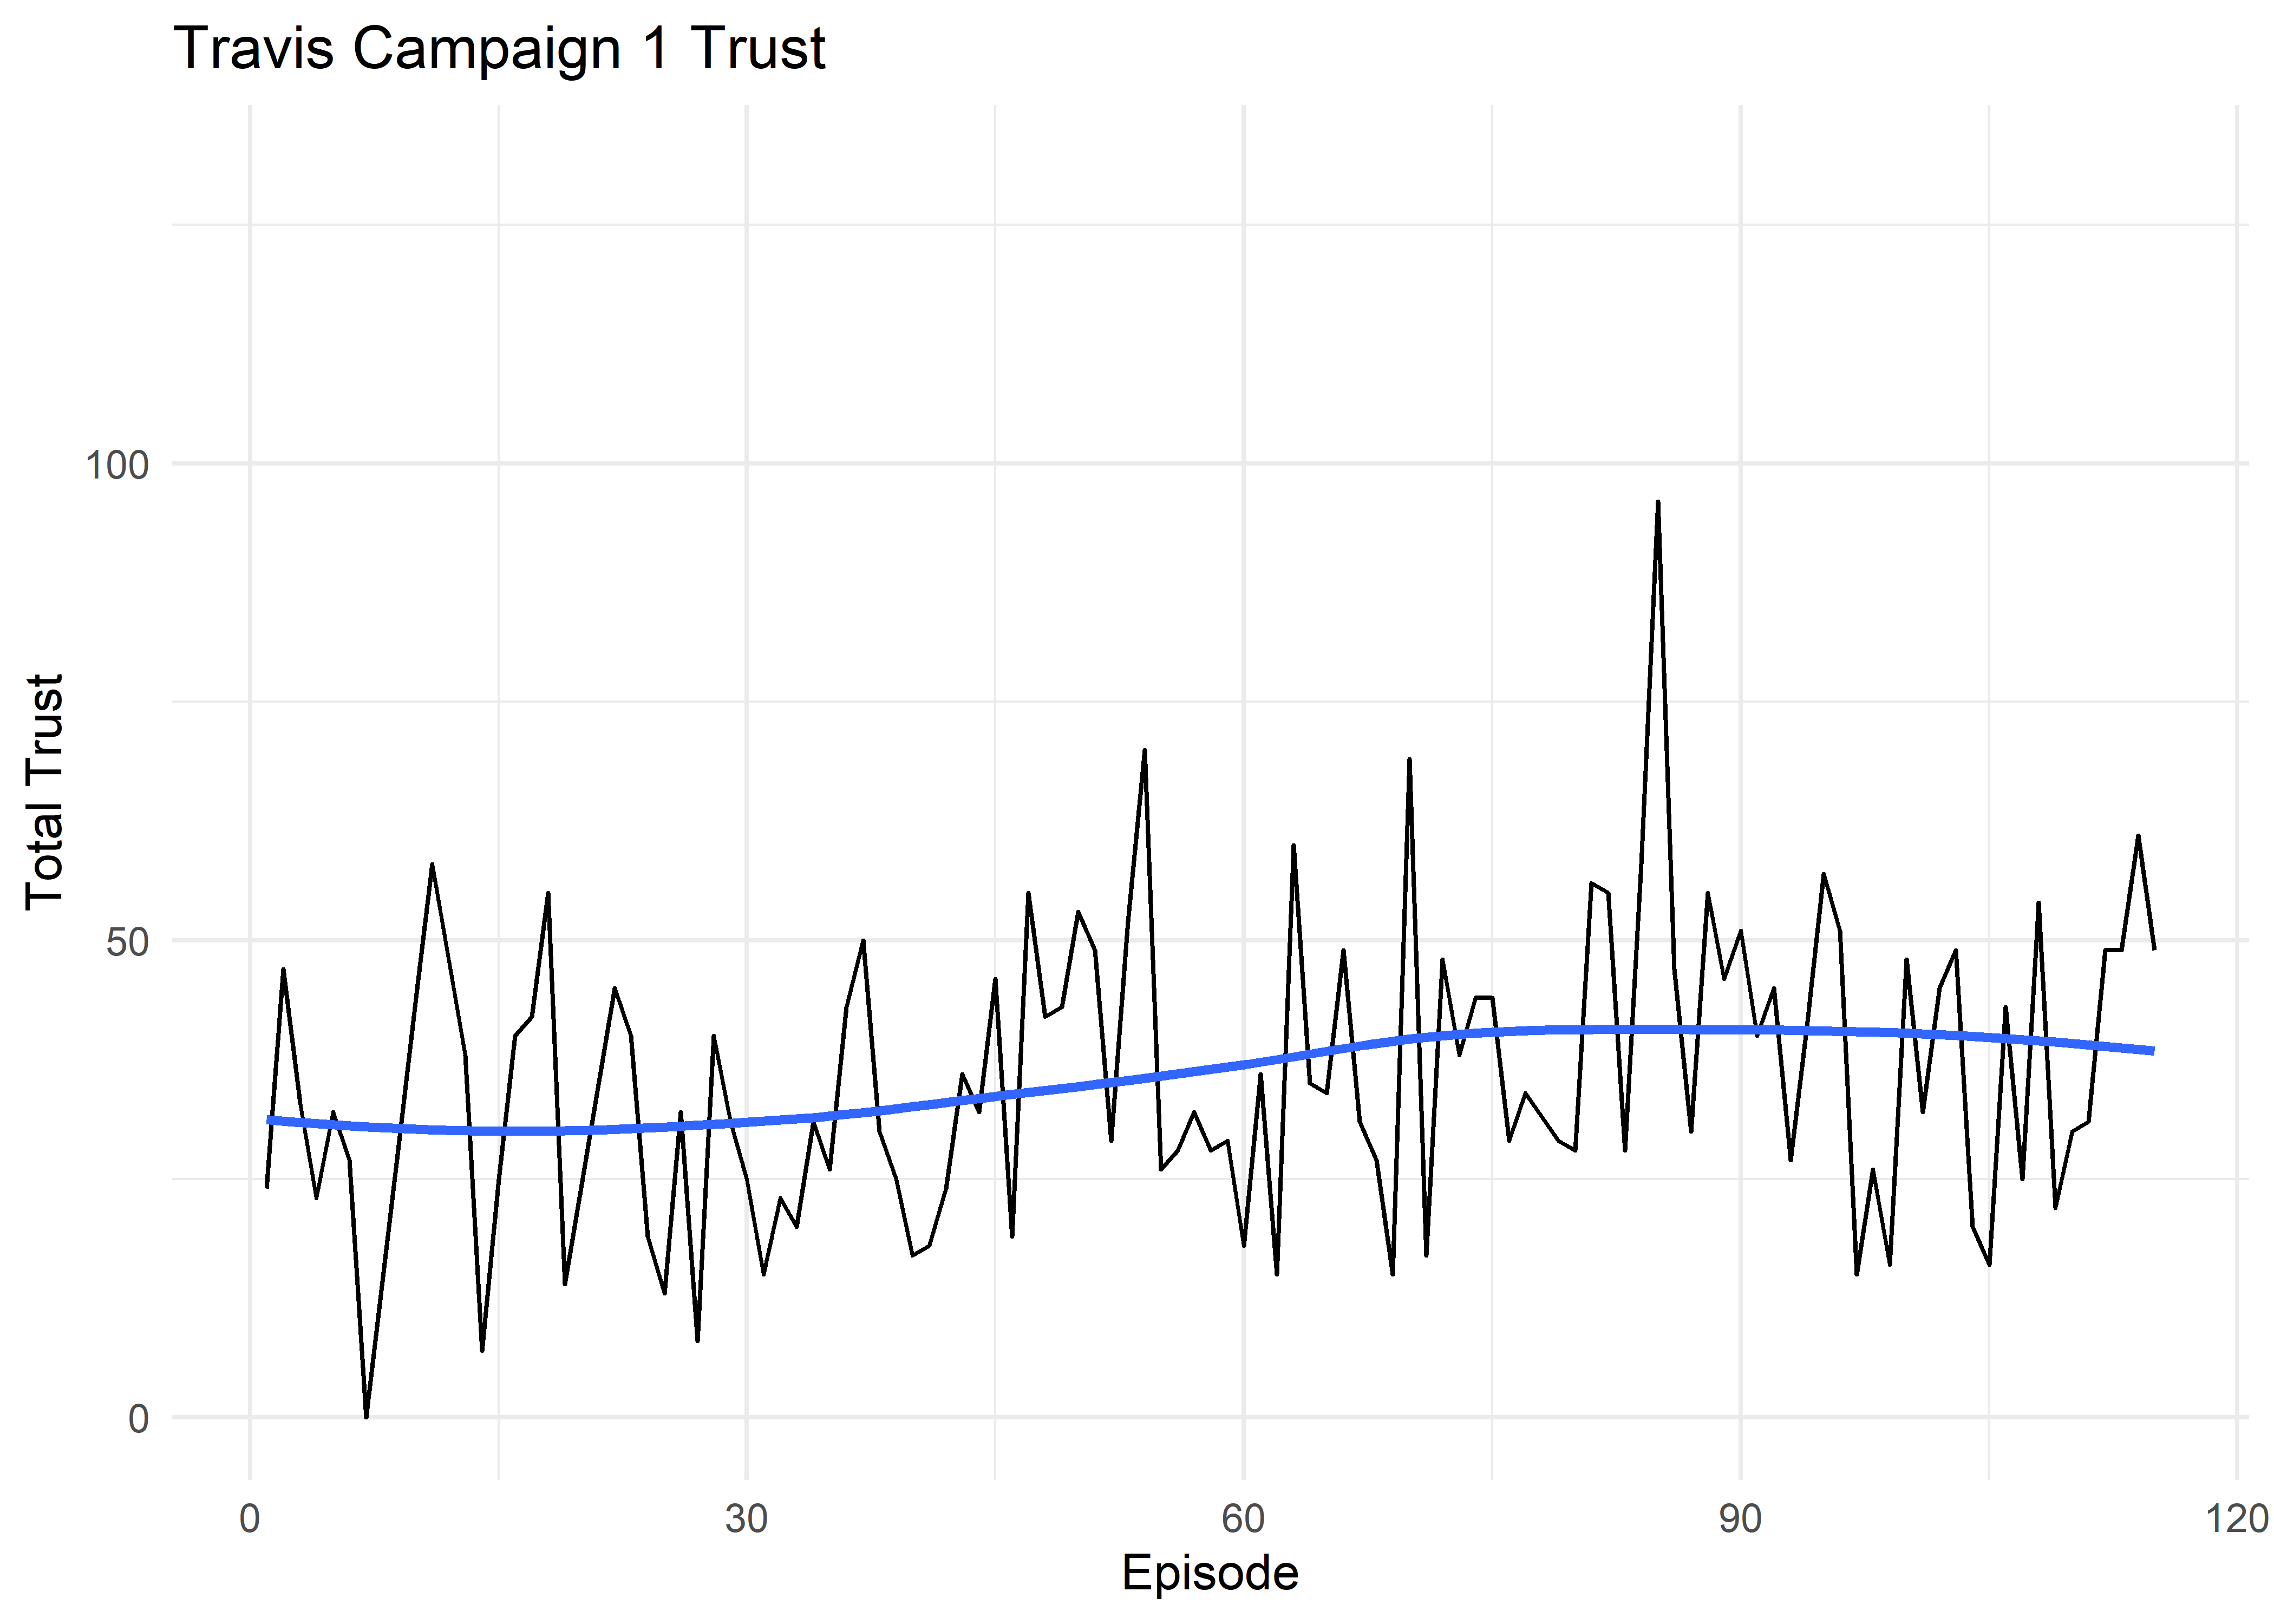 Travis Campaign 1 Trust
Total Trust
100
50
0
0 30 60 90 120
Episode